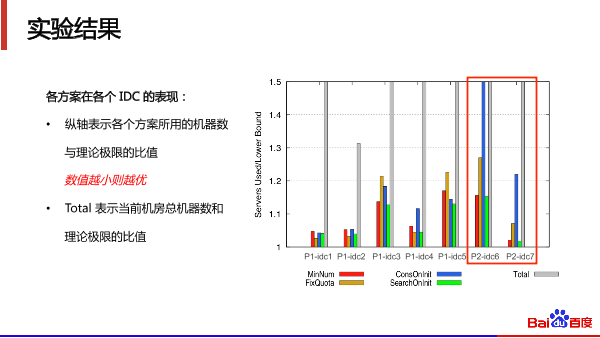 实验结果
各方案在各个 IDC 的表现：
• 纵轴表示各个方案所用的机器数
与理论极限的比值
数值越小则越优
• Total 表示当前机房总机器数和
理论极限的比值
Servers Used/Lower Bound
1.5
1.4
1.3
1.2
1.1
1
P1-idc1 P1-idc2 P1-idc3 P1-idc4 P1-idc5 P2-idc6 P2-idc7
MinNum ConsOnInit Total
FixQuota SearchOnInit
Bai du 百度